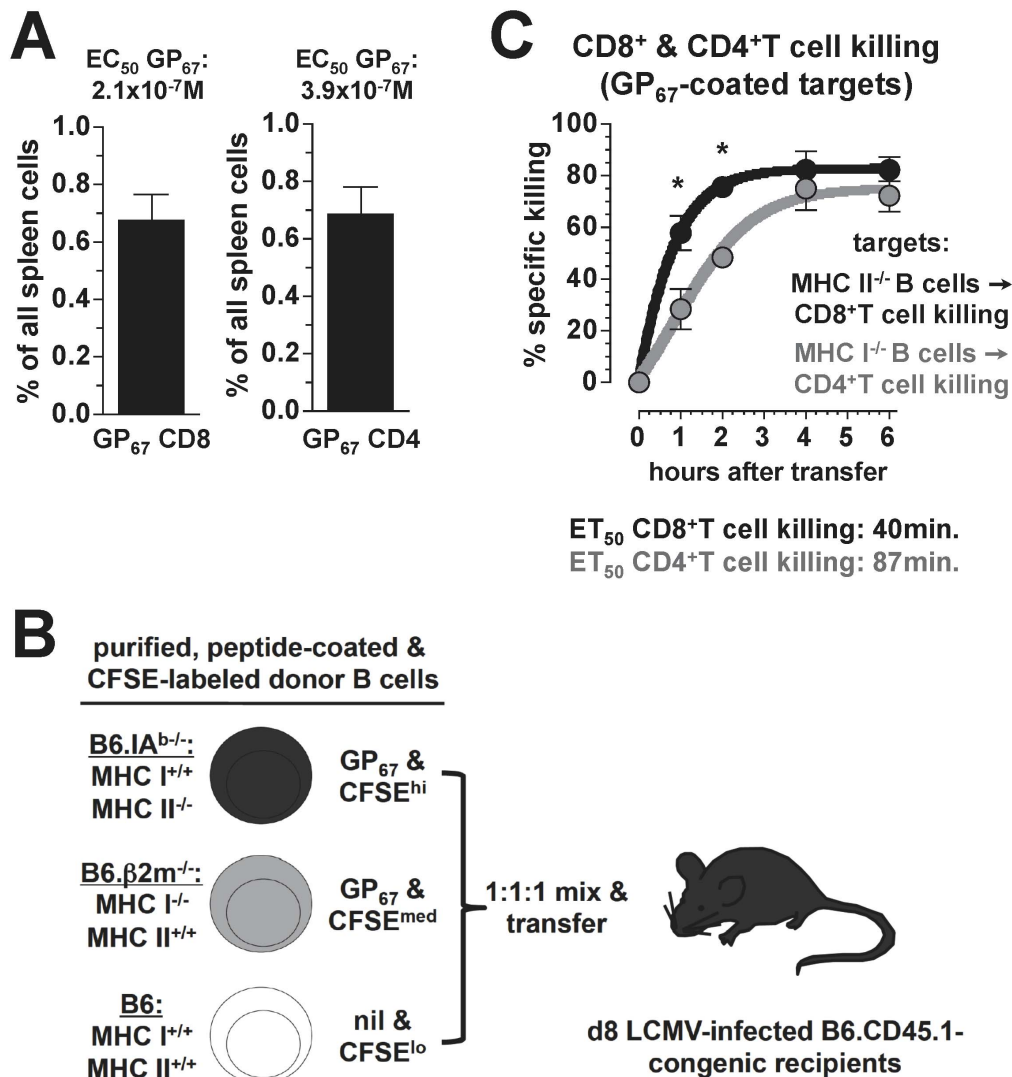 A
EC50 GP67:
2.1x10-7M
% of all spleen cells
1.0
0.8
0.6
0.4
0.2
0.0
GP67 CD8
EC50 GP67:
3.9x10-7M
% of all spleen cells
1.0
0.8
0.6
0.4
0.2
0.0
GP67 CD4
C
CD8+ & CD4+T cell killing
(GP67-coated targets)
% specific killing
100
80
60
40
20
0
*
*
targets:
MHC II-/- B cells →
CD8+T cell killing
MHC I-/- B cells →
CD4+T cell killing
0 1 2 3 4 5 6
hours after transfer
ET50 CD8+T cell killing: 40min.
ET50 CD4+T cell killing: 87min.
B
purified, peptide-coated &
CFSE-labeled donor B cells
B6.IAb-/-:
MHC I+/+
MHC II-/-
GP67 &
CFSEhi
B6.β2m-/-:
MHC I-/-
MHC II+/+
GP67 &
CFSEmed
B6:
MHC I+/+
MHC II+/+
nil &
CFSElo
1:1:1 mix &
transfer
d8 LCMV-infected B6.CD45.1-
congenic recipients